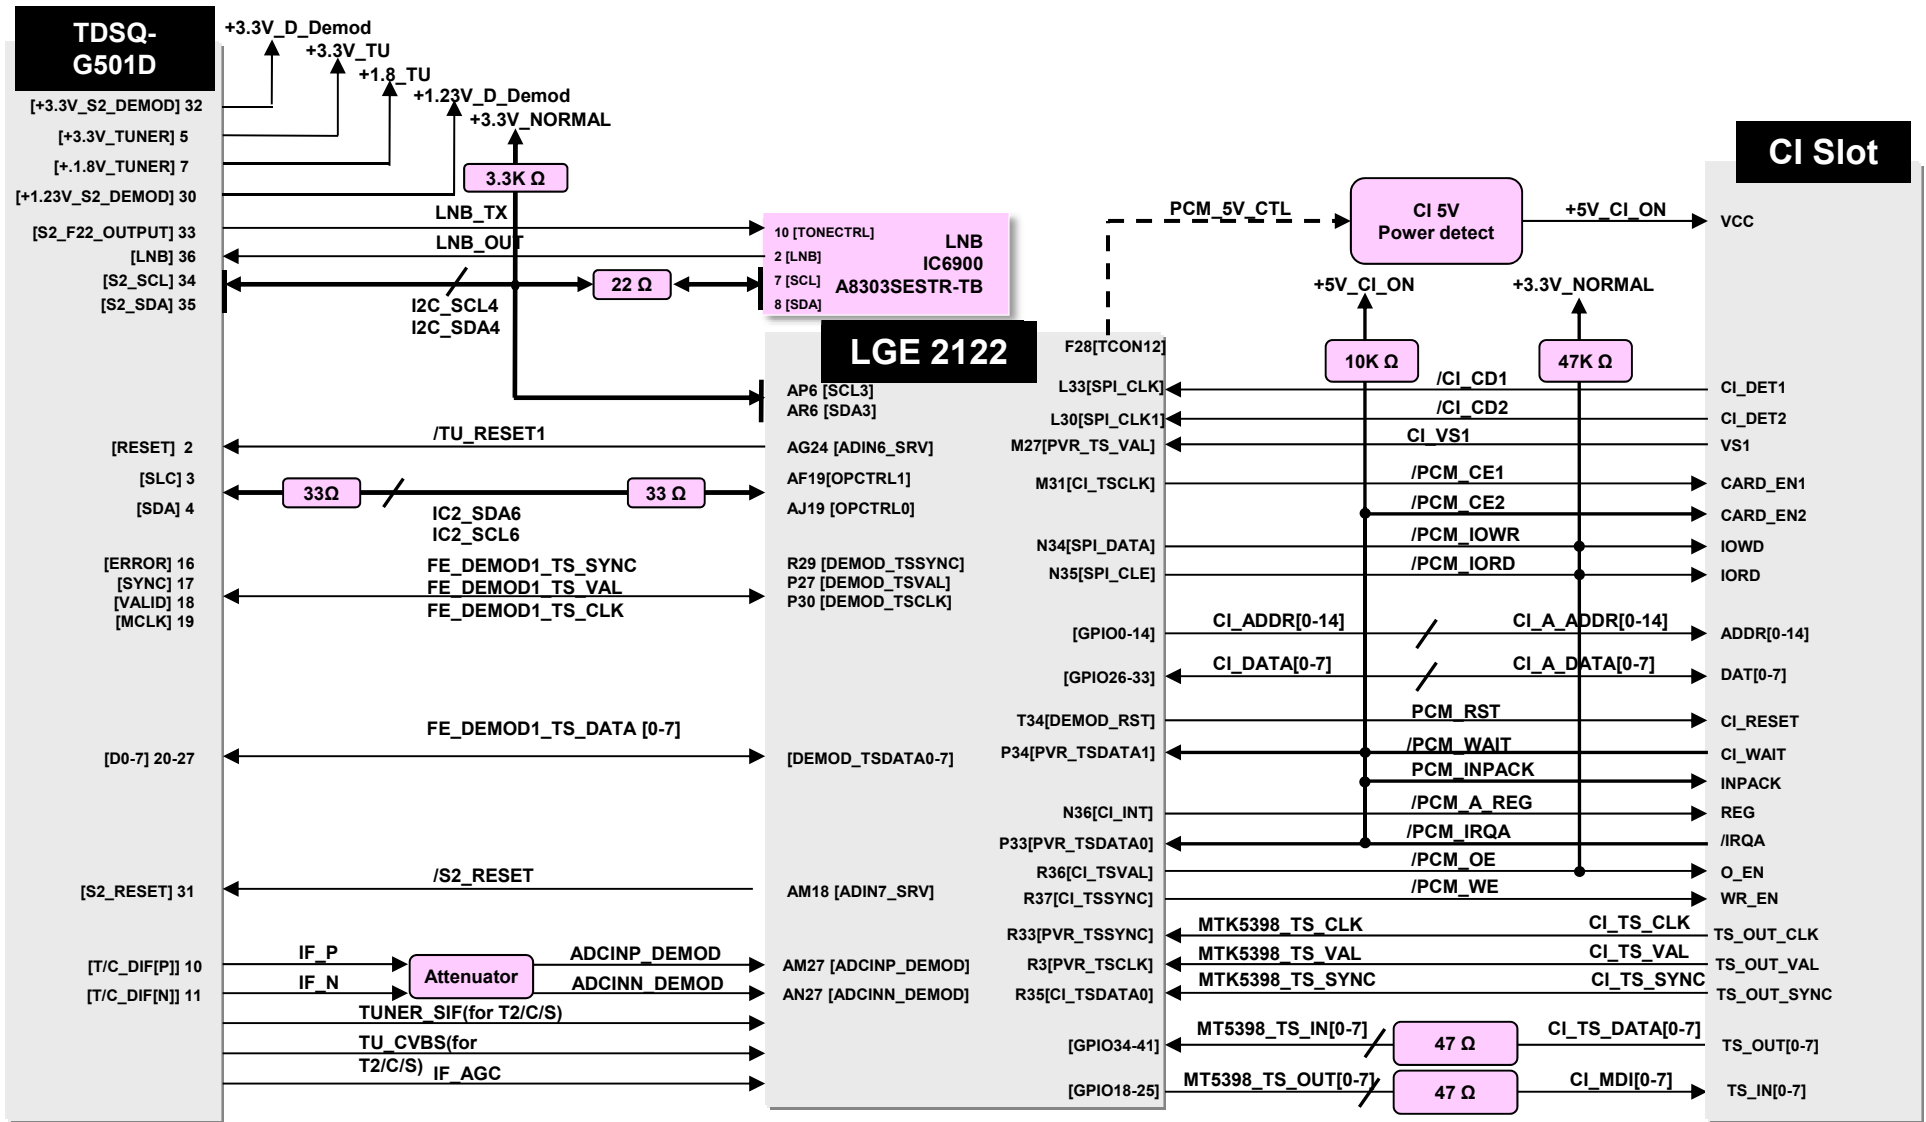 TDSQ-
G501D
+3.3V_D_Demod
+3.3V_TU
+1.8_TU
+1.23V_D_Demod
+3.3V_NORMAL
3.3K Ω
[+3.3V_S2_DEMOD] 32
[+3.3V_TUNER] 5
[+.1.8V_TUNER] 7
[+1.23V_S2_DEMOD] 30
[S2_F22_OUTPUT] 33
[LNB] 36
[S2_SCL] 34
[S2_SDA] 35
[RESET] 2
[SLC] 3
[SDA] 4
[ERROR] 16
[SYNC] 17
[VALID] 18
[MCLK] 19
[D0-7] 20-27
[S2_RESET] 31
[T/C_DIF[P]] 10
[T/C_DIF[N]] 11
LNB_TX
LNB_OUT
22 Ω
I2C_SCL4
I2C_SDA4
10 [TONECTRL]
2 [LNB]
7 [SCL]
8 [SDA]
LNB
IC6900
A8303SESTR-TB
/TU_RESET1
33Ω
33 Ω
IC2_SDA6
IC2_SCL6
FE_DEMOD1_TS_SYNC
FE_DEMOD1_TS_VAL
FE_DEMOD1_TS_CLK
FE_DEMOD1_TS_DATA [0-7]
/S2_RESET
IF_P
IF_N
Attenuator
ADCINP_DEMOD
ADCINN_DEMOD
TUNER_SIF(for T2/C/S)
TU_CVBS(for
T2/C/S)
IF_AGC
LGE 2122
AP6 [SCL3]
AR6 [SDA3]
AG24 [ADIN6_SRV]
AF19[OPCTRL1]
AJ19 [OPCTRL0]
R29 [DEMOD_TSSYNC]
P27 [DEMOD_TSVAL]
P30 [DEMOD_TSCLK]
[DEMOD_TSDATA0-7]
AM18 [ADIN7_SRV]
AM27 [ADCINP_DEMOD]
AN27 [ADCINN_DEMOD]
F28[TCON12]
L33[SPI_CLK]
L30[SPI_CLK1]
M27[PVR_TS_VAL]
M31[CI_TSCLK]
N34[SPI_DATA]
N35[SPI_CLE]
[GPIO0-14]
[GPIO26-33]
T34[DEMOD_RST]
P34[PVR_TSDATA1]
N36[CI_INT]
P33[PVR_TSDATA0]
R36[CI_TSVAL]
R37[CI_TSSYNC]
R33[PVR_TSSYNC]
R3[PVR_TSCLK]
R35[CI_TSDATA0]
[GPIO34-41]
[GPIO18-25]
PCM_5V_CTL
CI 5V
Power detect
+5V_CI_ON
+5V_CI_ON
+3.3V_NORMAL
10K Ω
47K Ω
/CI_CD1
/CI_CD2
CI_VS1
/PCM_CE1
/PCM_CE2
/PCM_IOWR
/PCM_IORD
CI_ADDR[0-14]
CI_A_ADDR[0-14]
CI_DATA[0-7]
CI_A_DATA[0-7]
PCM_RST
/PCM_WAIT
PCM_INPACK
/PCM_A_REG
/PCM_IRQA
/PCM_OE
/PCM_WE
MTK5398_TS_CLK
CI_TS_CLK
MTK5398_TS_VAL
CI_TS_VAL
MTK5398_TS_SYNC
CI_TS_SYNC
MT5398_TS_IN[0-7]
47 Ω
CI_TS_DATA[0-7]
MT5398_TS_OUT[0-7]
47 Ω
CI_MDI[0-7]
CI Slot
VCC
CI_DET1
CI_DET2
VS1
CARD_EN1
CARD_EN2
IOWD
IORD
ADDR[0-14]
DAT[0-7]
CI_RESET
CI_WAIT
INPACK
REG
/IRQA
O_EN
WR_EN
TS_OUT_CLK
TS_OUT_VAL
TS_OUT_SYNC
TS_OUT[0-7]
TS_IN[0-7]